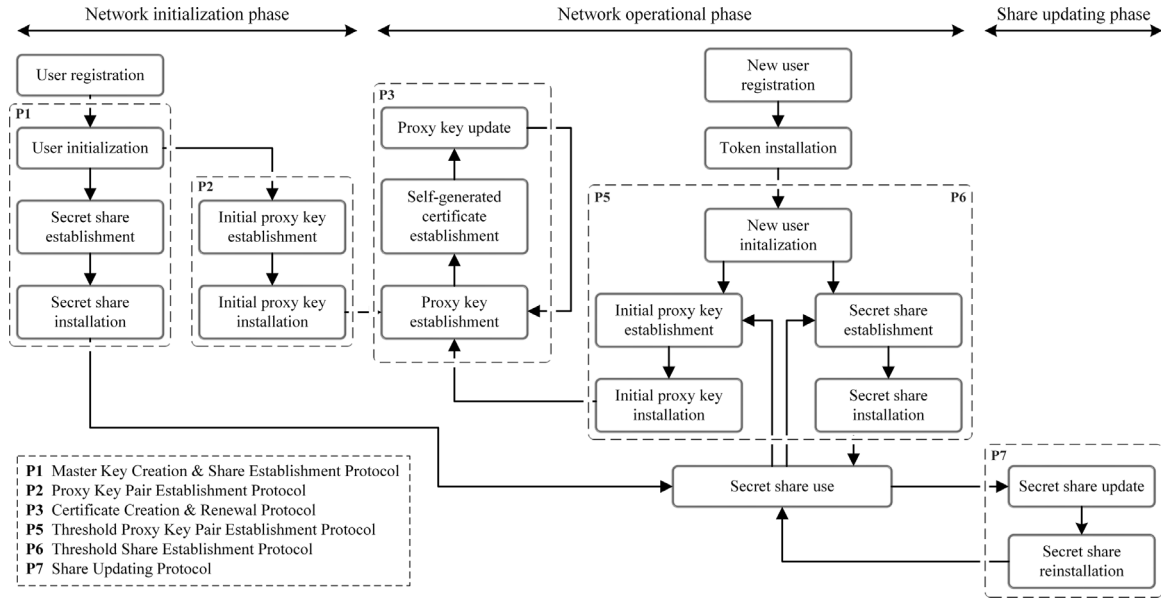 Network initialization phase
Network operational phase
Share updating phase
User registration
P1
User initialization
Secret share
establishment
Secret share
installation
P2
Initial proxy key
establishment
Initial proxy key
installation
P3
Proxy key update
Self-generated
certificate
establishment
Proxy key
establishment
New user
registration
Token installation
P5
P6
New user
initalization
Initial proxy key
establishment
Initial proxy key
installation
Secret share
establishment
Secret share
installation
Secret share use
P7
Secret share update
Secret share
reinstallation
P1 Master Key Creation & Share Establishment Protocol
P2 Proxy Key Pair Establishment Protocol
P3 Certificate Creation & Renewal Protocol
P5 Threshold Proxy Key Pair Establishment Protocol
P6 Threshold Share Establishment Protocol
P7 Share Updating Protocol